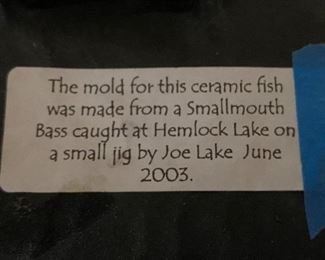 The mold for this ceramic fish
was made from a Smallmouth
Bass caught at Hemlock Lake on
a small jig by Joe Lake June
2003.